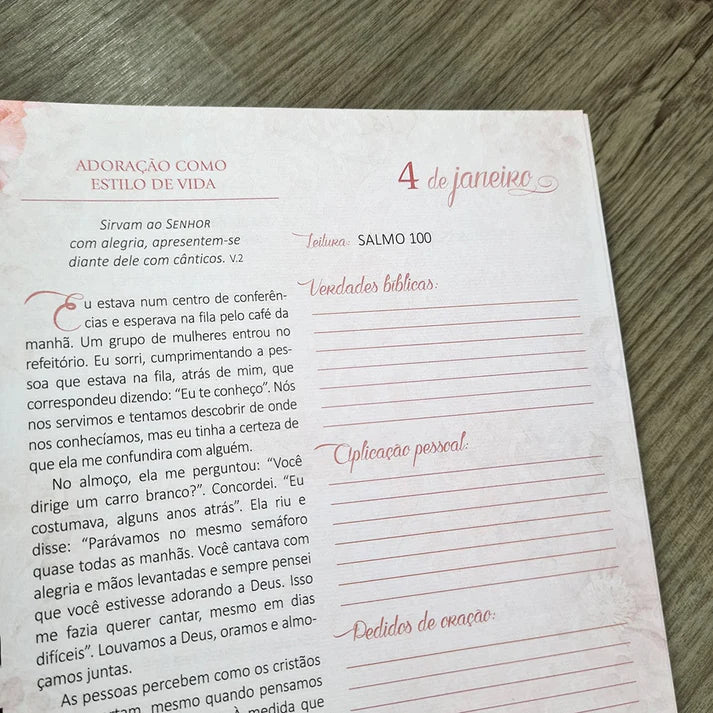 ADORAÇÃO COMO
ESTILO DE VIDA
Sirvam ao SENHOR
com alegria, apresentem-se
diante dele com cânticos. V.2
Eu estava num centro de conferên-
cias e esperava na fila pelo café da
manhã. Um grupo de mulheres entrou no
refeitório. Eu sorri, cumprimentando a pes-
soa que estava na fila, atrás de mim, que
correspondeu dizendo: “Eu te conheço”. Nós
nos servimos e tentamos descobrir de onde
nos conhecíamos, mas eu tinha a certeza de
que ela me confundira com alguém.
No almoço, ela me perguntou: “Você
dirige um carro branco?”. Concordei. “Eu
costumava, alguns anos atrás”. Ela riu e
disse: “Parávamos no mesmo semáforo
quase todas as manhãs. Você cantava com
alegria e mãos levantadas e sempre pensei
que você estivesse adorando a Deus. Isso
me fazia querer cantar, mesmo em dias
difíceis”. Louvamos a Deus, oramos e almo-
çamos juntas.
As pessoas percebem como os cristãos
mesmo quando pensamos
À medida que
4 de janeiro
Leitura: SALMO 100
Verdades bíblicas:
Aplicação pessoal:
Pedidos de oração: